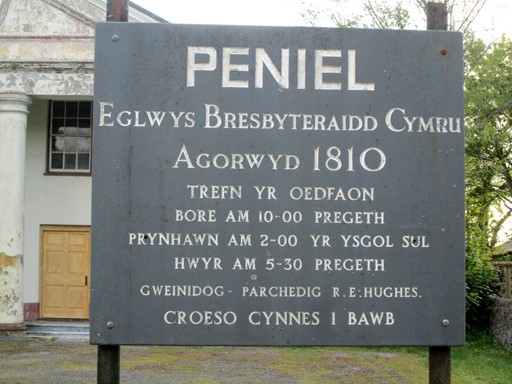 PENIEL
EGLWYS BRESBYTERAIDD CYMRU
AGORWYD 1810
TREFN YR OEDFAON
BORE AM 10-00 PREGETH
PRYNHAWN AM 2-00 YR YSGOL SUL
HWYR AM 5-30 PREGETH
GWEINIDOG- PARCHEDIG R.E.HUGHES.
CROESO CYNNES I BAWB